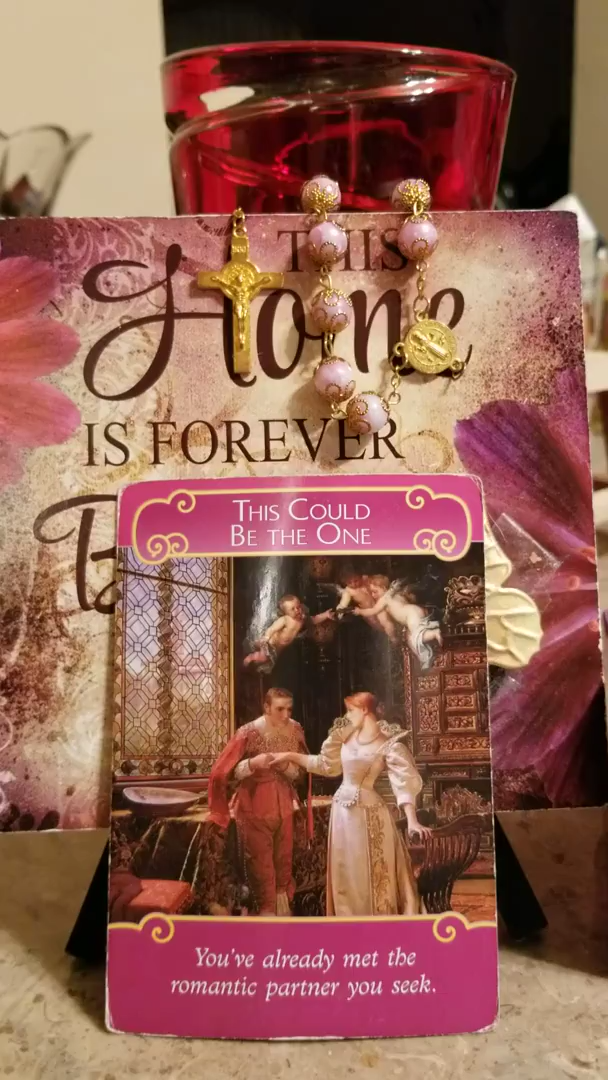 THIS
Home
IS FOREVER
THIS COULD
BE THE ONE
You've already met the
romantic partner you seek.